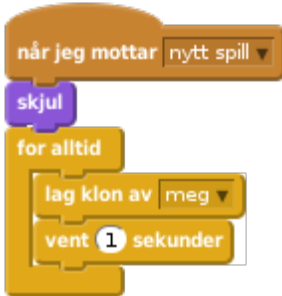 når jeg mottar nytt spill
skjul
for alltid
lag klon av meg
vent 1 sekunder